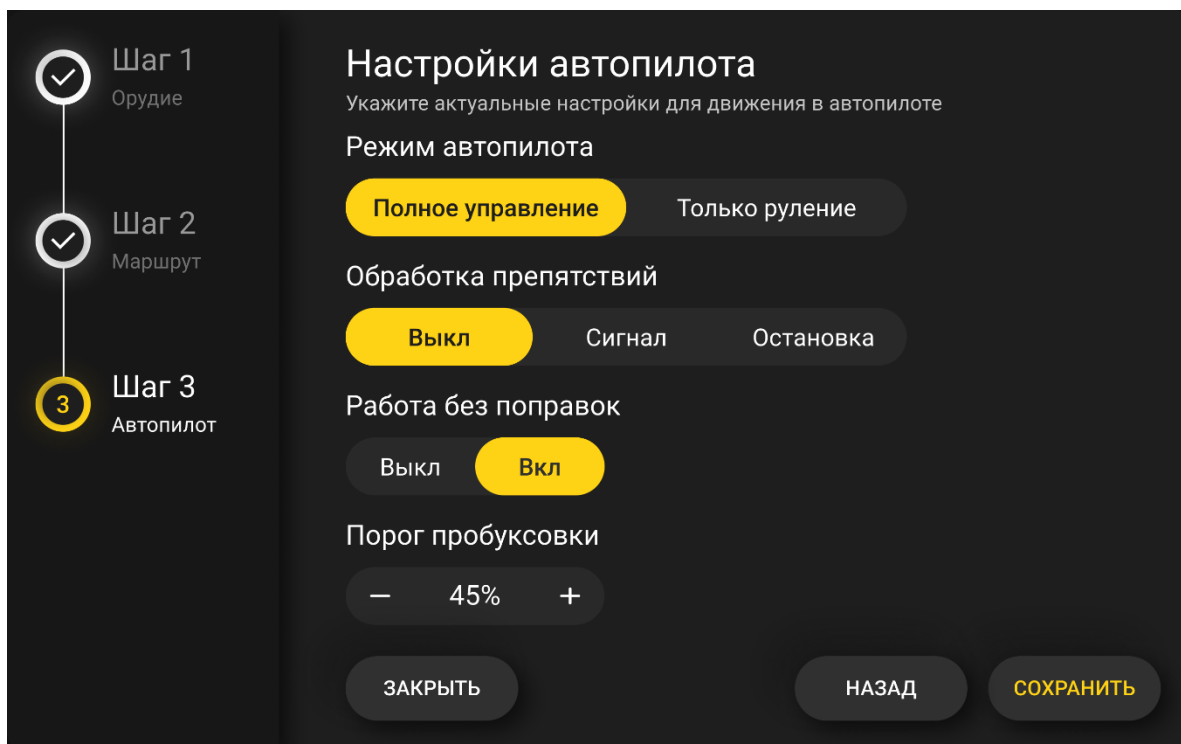 Шаг 1
Орудие
Шаг 2
Маршрут
3
Шаг 3
Автопилот
Настройки автопилота
Укажите актуальные настройки для движения в автопилоте
Режим автопилота
Полное управление Только руление
Обработка препятствий
Выкл Сигнал Остановка
Работа без поправок
Выкл Вкл
Порог пробуксовки
− 45% +
ЗАКРЫТЬ НАЗАД СОХРАНИТЬ